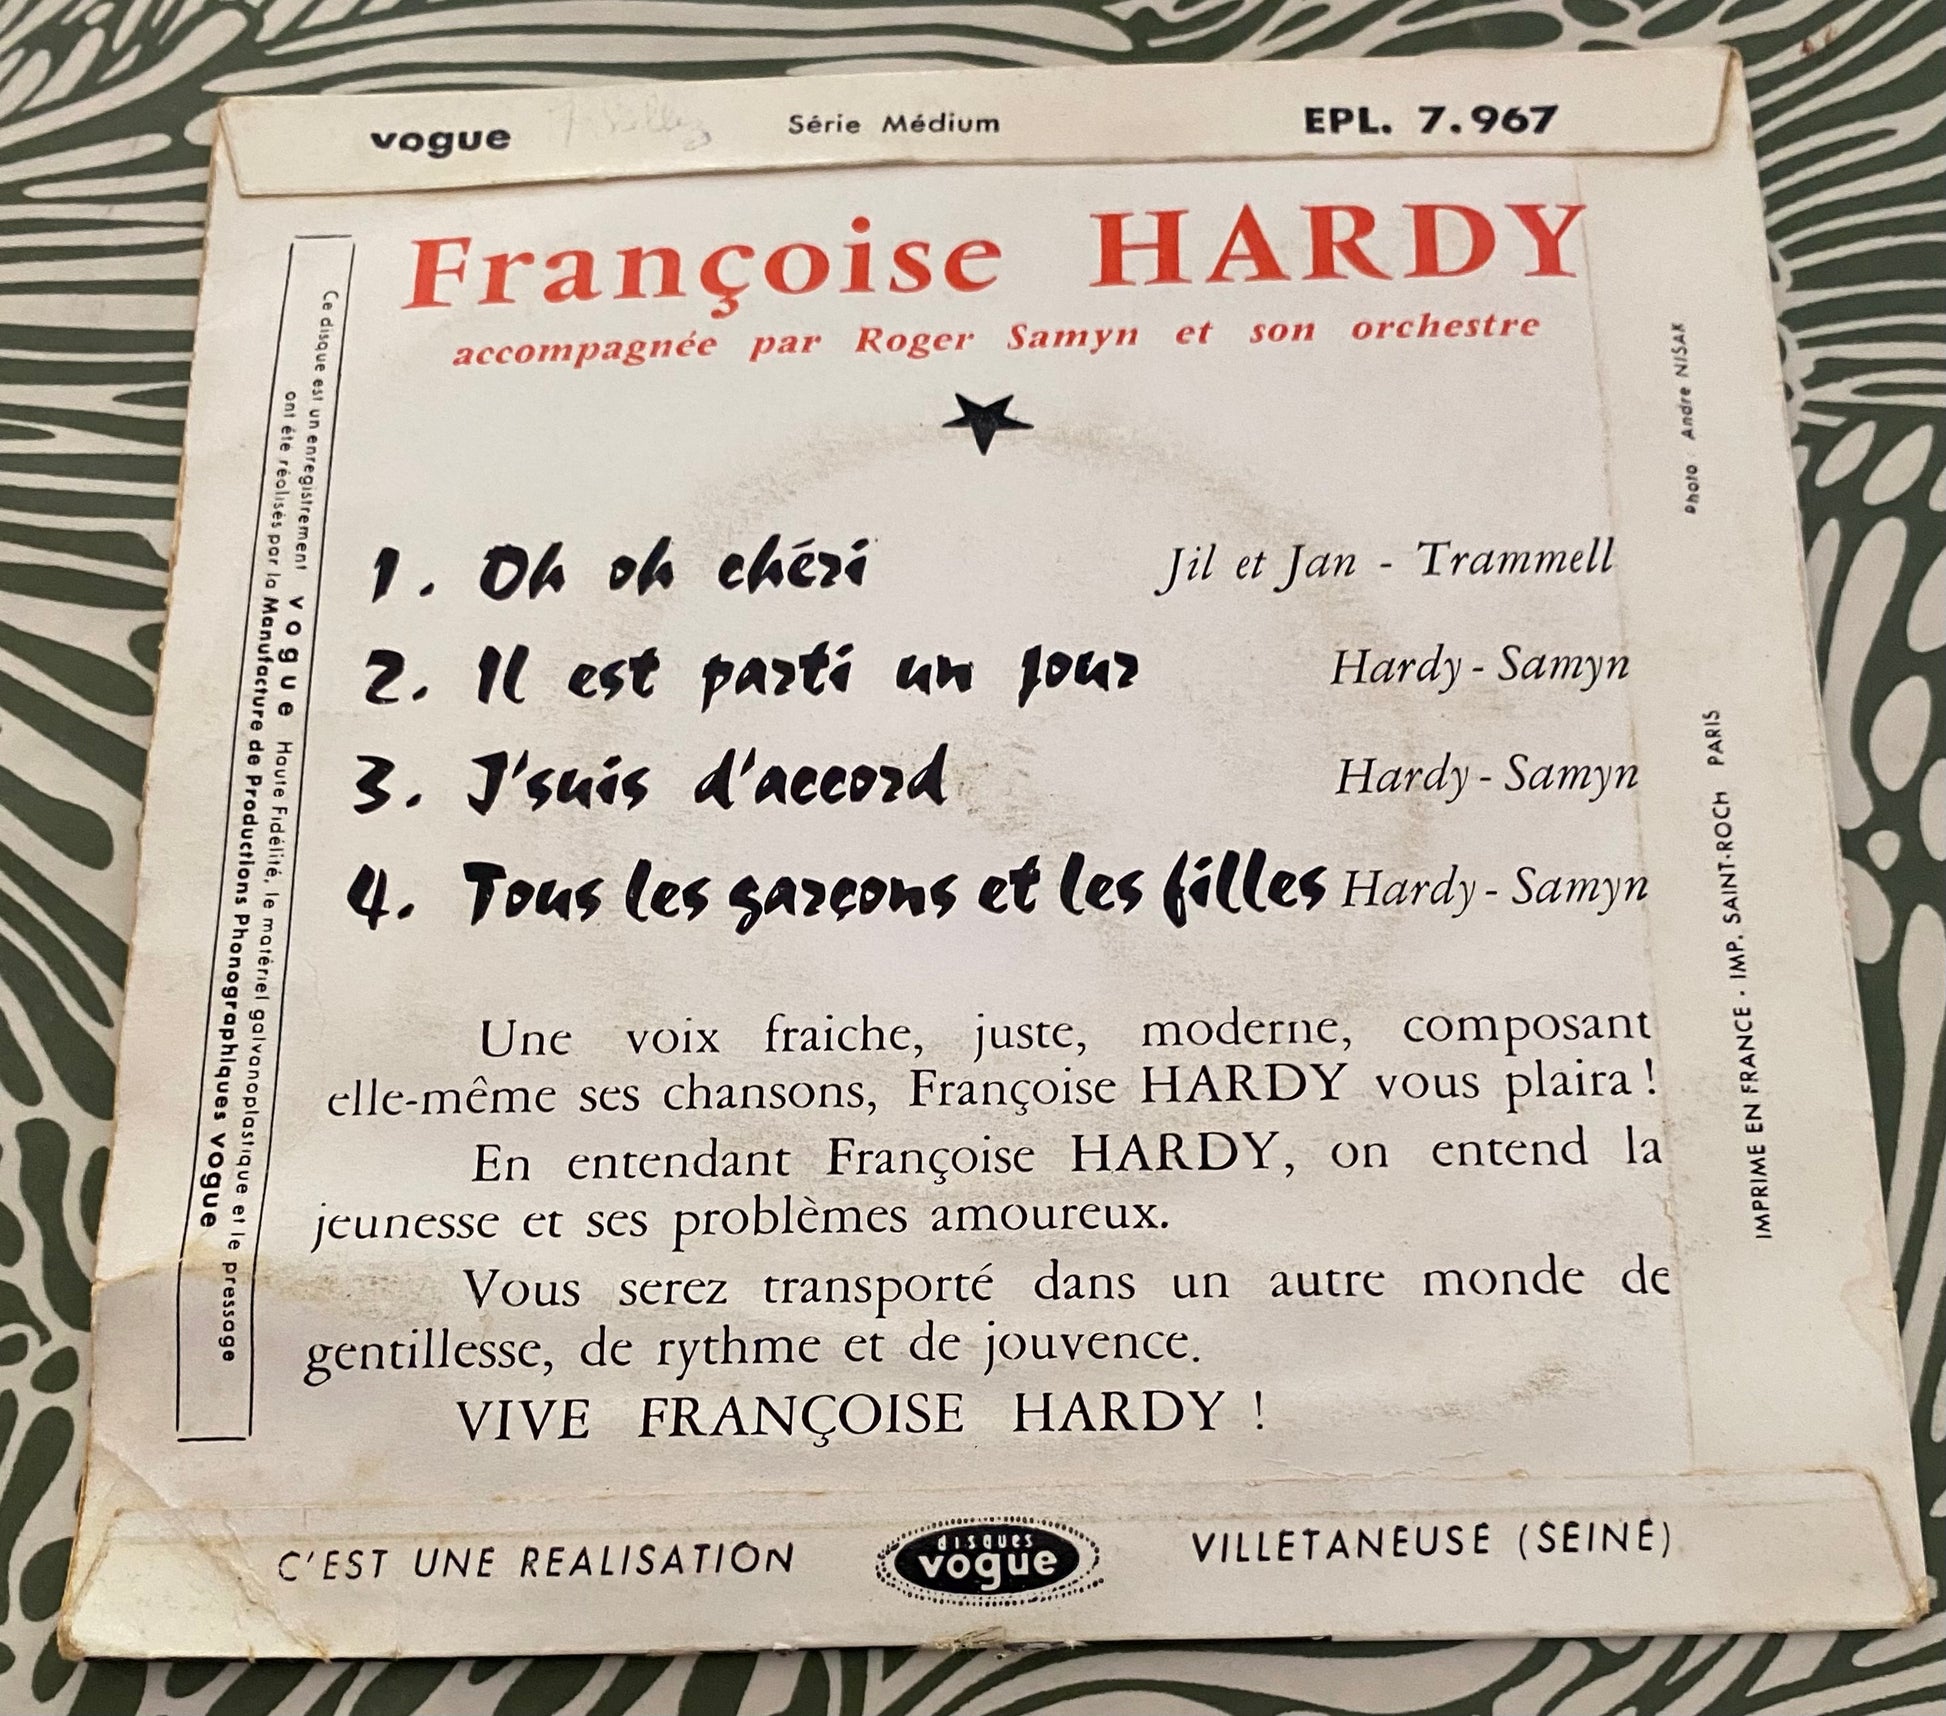 vogue Série Médium EPL. 7.967
Françoise HARDY
accompagnée par Roger Samyn et son orchestre
1. Oh oh chéri Jil et Jan - Trammell
2. Il est parti un jour Hardy - Samyn
3. J'suis d'accord Hardy - Samyn
4. Tous les garçons et les filles Hardy - Samyn
Une voix fraiche, juste, moderne, composant
elle-même ses chansons, Françoise HARDY vous plaira !
En entendant Françoise HARDY, on entend la
jeunesse et ses problèmes amoureux.
Vous serez transporté dans un autre monde de
gentillesse, de rythme et de jouvence.
VIVE FRANÇOISE HARDY !
C'EST UNE REALISATION disques vogue VILLETANEUSE (SEINE)
Ce disque est un enregistrement vogue Haute Fidélité, le matériel galvanoplastique et le pressage
ont été réalisés par la Manufacture de Productions Phonographiques vogue
Photo : André NISAK
IMPRIME EN FRANCE - IMP. SAINT-ROCH PARIS